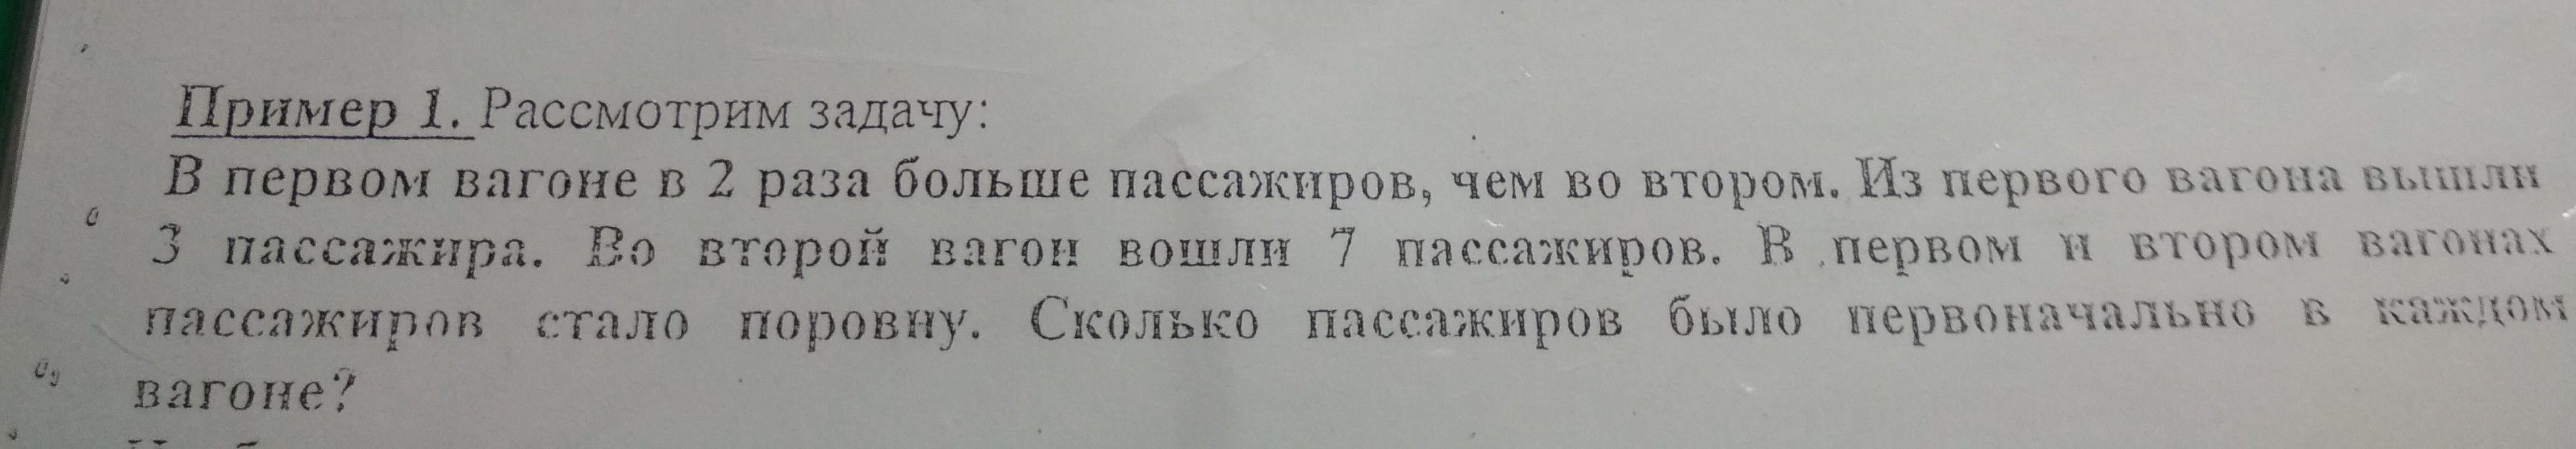 Пример 1. Рассмотрим задачу:
В первом вагоне в 2 раза больше пассажиров, чем во втором. Из первого вагона вышли
3 пассажира. Во второй вагон вошли 7 пассажиров. В первом и втором вагонах
пассажиров стало поровну. Сколько пассажиров было первоначально в каждом
вагоне?